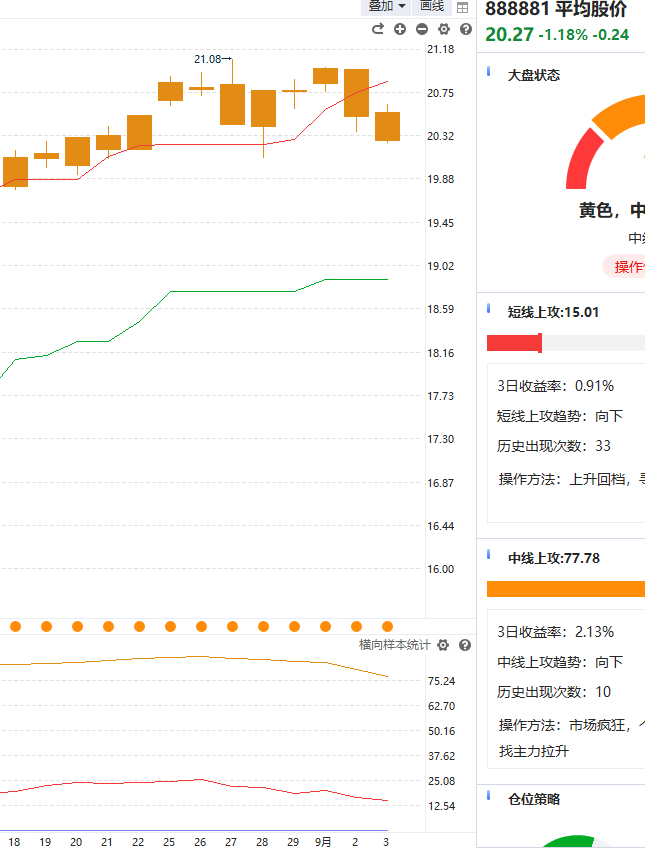 叠加
画线
888881 平均股价
20.27 -1.18% -0.24
21.08
21.18
20.75
20.32
19.88
19.45
19.02
18.59
18.16
17.73
17.30
16.87
16.44
16.00
横向样本统计
75.24
62.70
50.16
37.62
25.08
12.54
18 19 20 21 22 25 26 27 28 29 9月 2 3
大盘状态
黄色，中
操作
短线上攻:15.01
3日收益率：0.91%
短线上攻趋势：向下
历史出现次数：33
操作方法：上升回档，
中线上攻:77.78
3日收益率：2.13%
中线上攻趋势：向下
历史出现次数：10
操作方法：市场疯狂，
找主力拉升
仓位策略